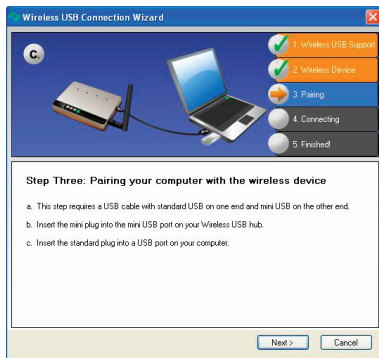 Wireless USB Connection Wizard
C.
1. Wireless USB Support
2. Wireless Device
3. Pairing
4. Connecting
5. Finished!
Step Three: Pairing your computer with the wireless device
a. This step requires a USB cable with standard USB on one end and mini USB on the other end.
b. Insert the mini plug into the mini USB port on your Wireless USB hub.
c. Insert the standard plug into a USB port on your computer.
Next >
Cancel